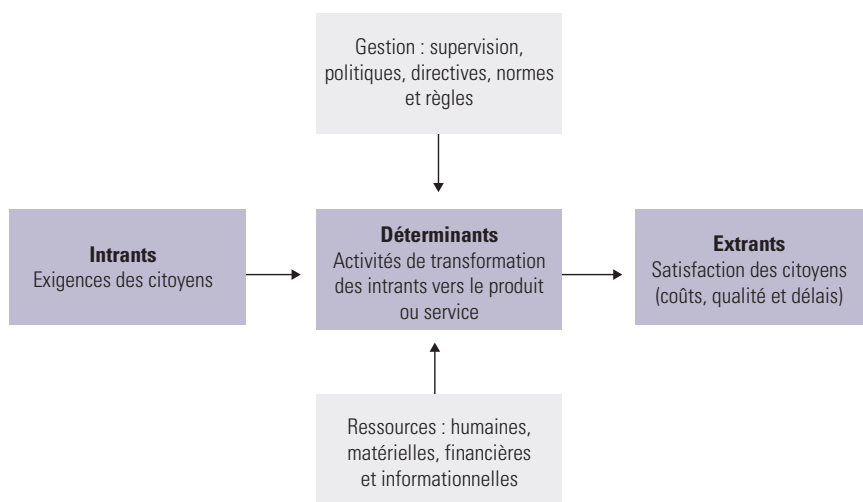 Gestion : supervision,
politiques, directives, normes
et règles
Intrants
Exigences des citoyens
Déterminants
Activités de transformation
des intrants vers le produit
ou service
Extrants
Satisfaction des citoyens
(coûts, qualité et délais)
Ressources : humaines,
matérielles, financières
et informationnelles